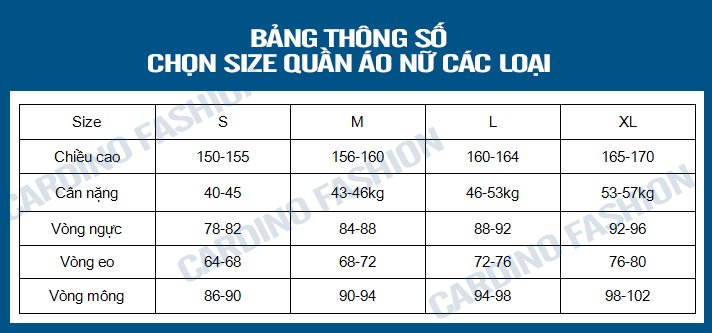 BẢNG THÔNG SỐ
CHỌN SIZE QUẦN ÁO NỮ CÁC LOẠI
Size S M L XL
Chiều cao 150-155 156-160 160-164 165-170
Cân nặng 40-45 43-46kg 46-53kg 53-57kg
Vòng ngực 78-82 84-88 88-92 92-96
Vòng eo 64-68 68-72 72-76 76-80
Vòng mông 86-90 90-94 94-98 98-102
CARDINO FASHION
CARDINO FASHION
CARDINO FASHION